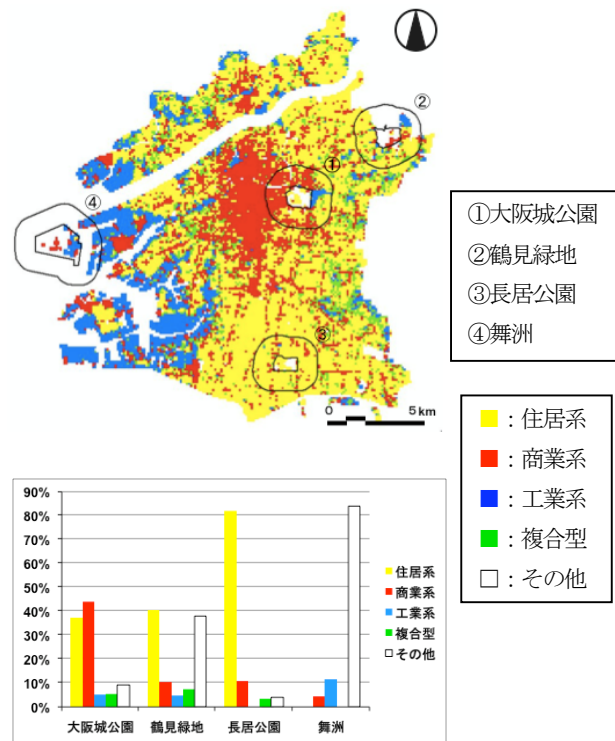 ②
①
④
③
0 5 km
①大阪城公園
②鶴見緑地
③長居公園
④舞洲
：住居系
：商業系
：工業系
：複合型
：その他
90%
80%
70%
60%
50%
40%
30%
20%
10%
0%
住居系
商業系
工業系
複合型
その他
大阪城公園 鶴見緑地 長居公園 舞洲